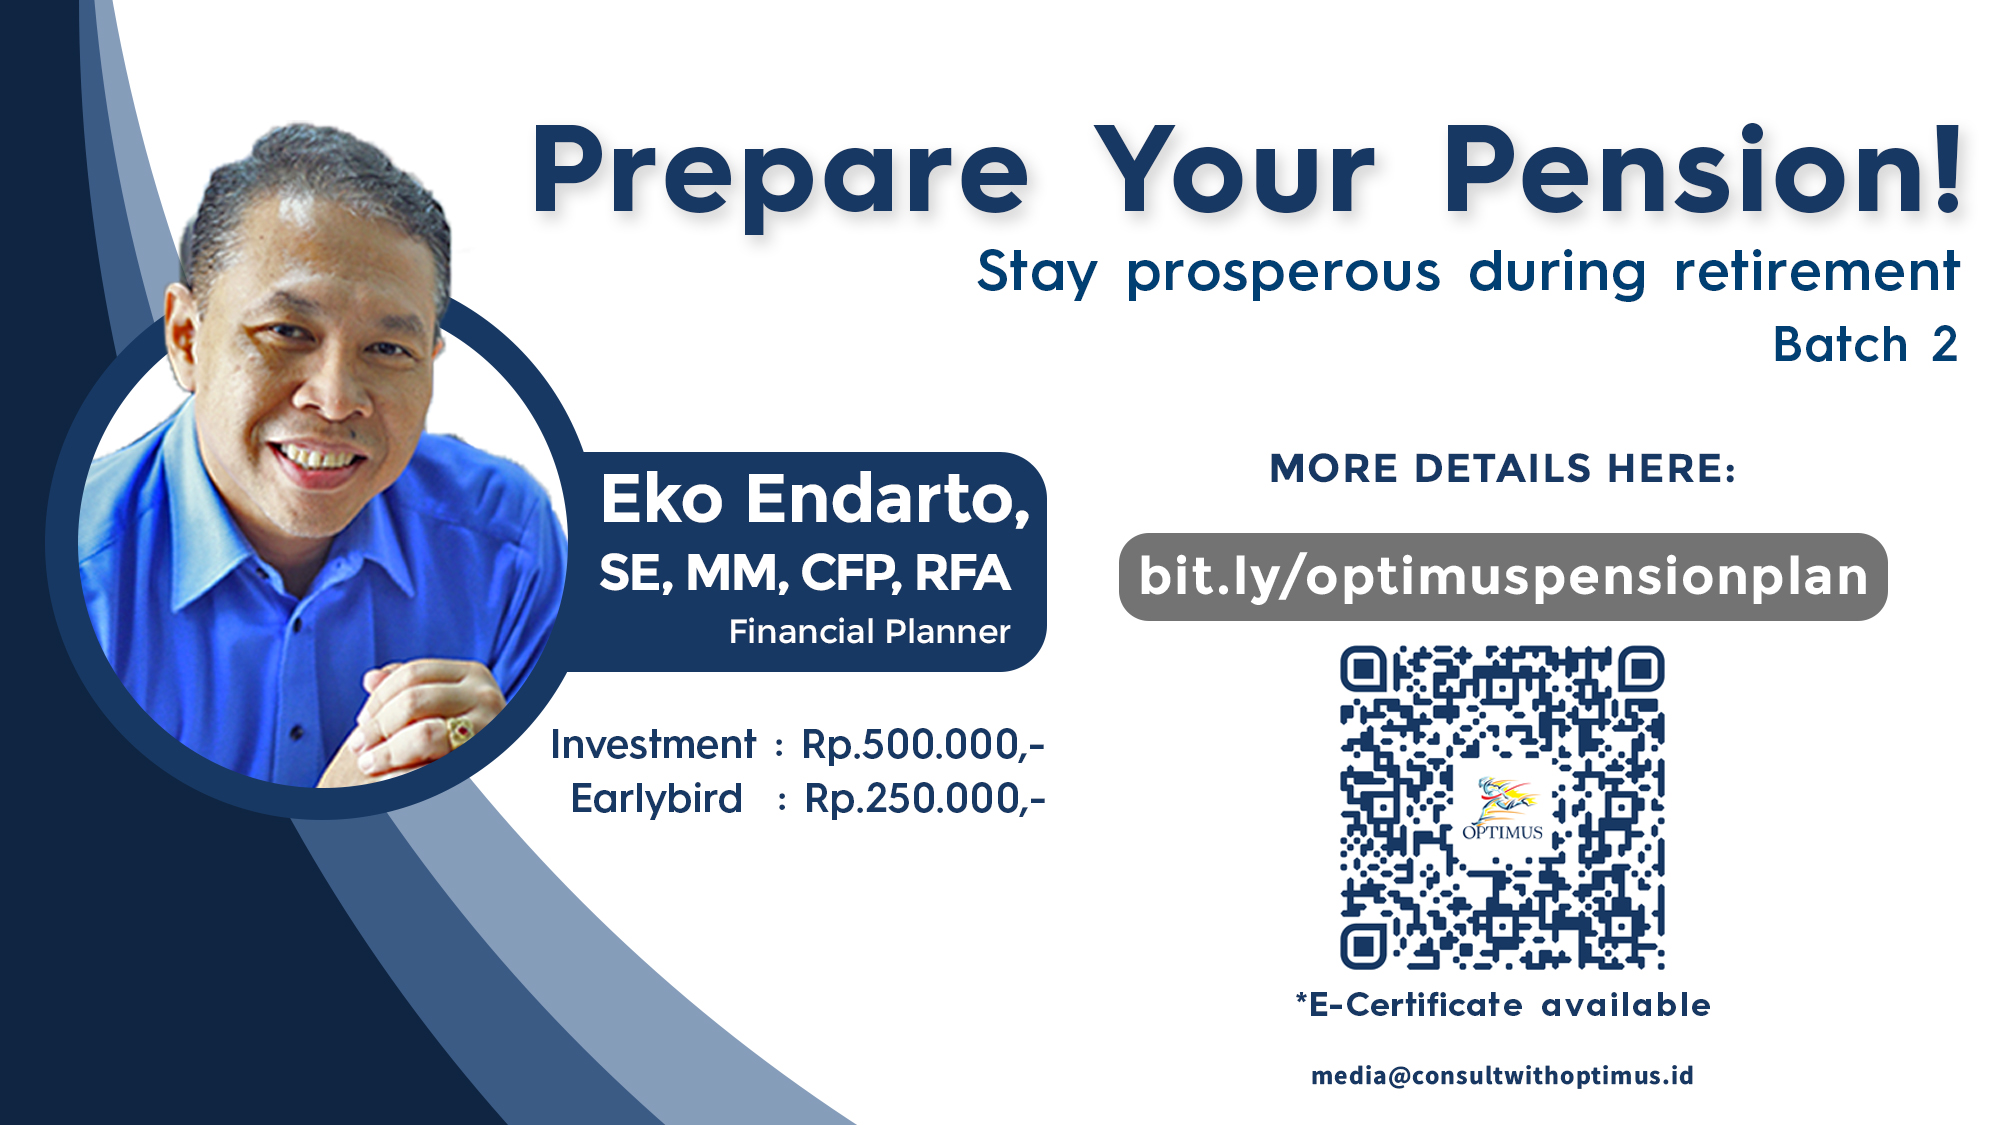 Prepare Your Pension!
Stay prosperous during retirement
Batch 2
Eko Endarto,
SE, MM, CFP, RFA
Financial Planner
Investment : Rp.500.000,-
Earlybird : Rp.250.000,-
MORE DETAILS HERE:
bit.ly/optimuspensionplan
OPTIMUS
*E-Certificate available
media@consultwithoptimus.id